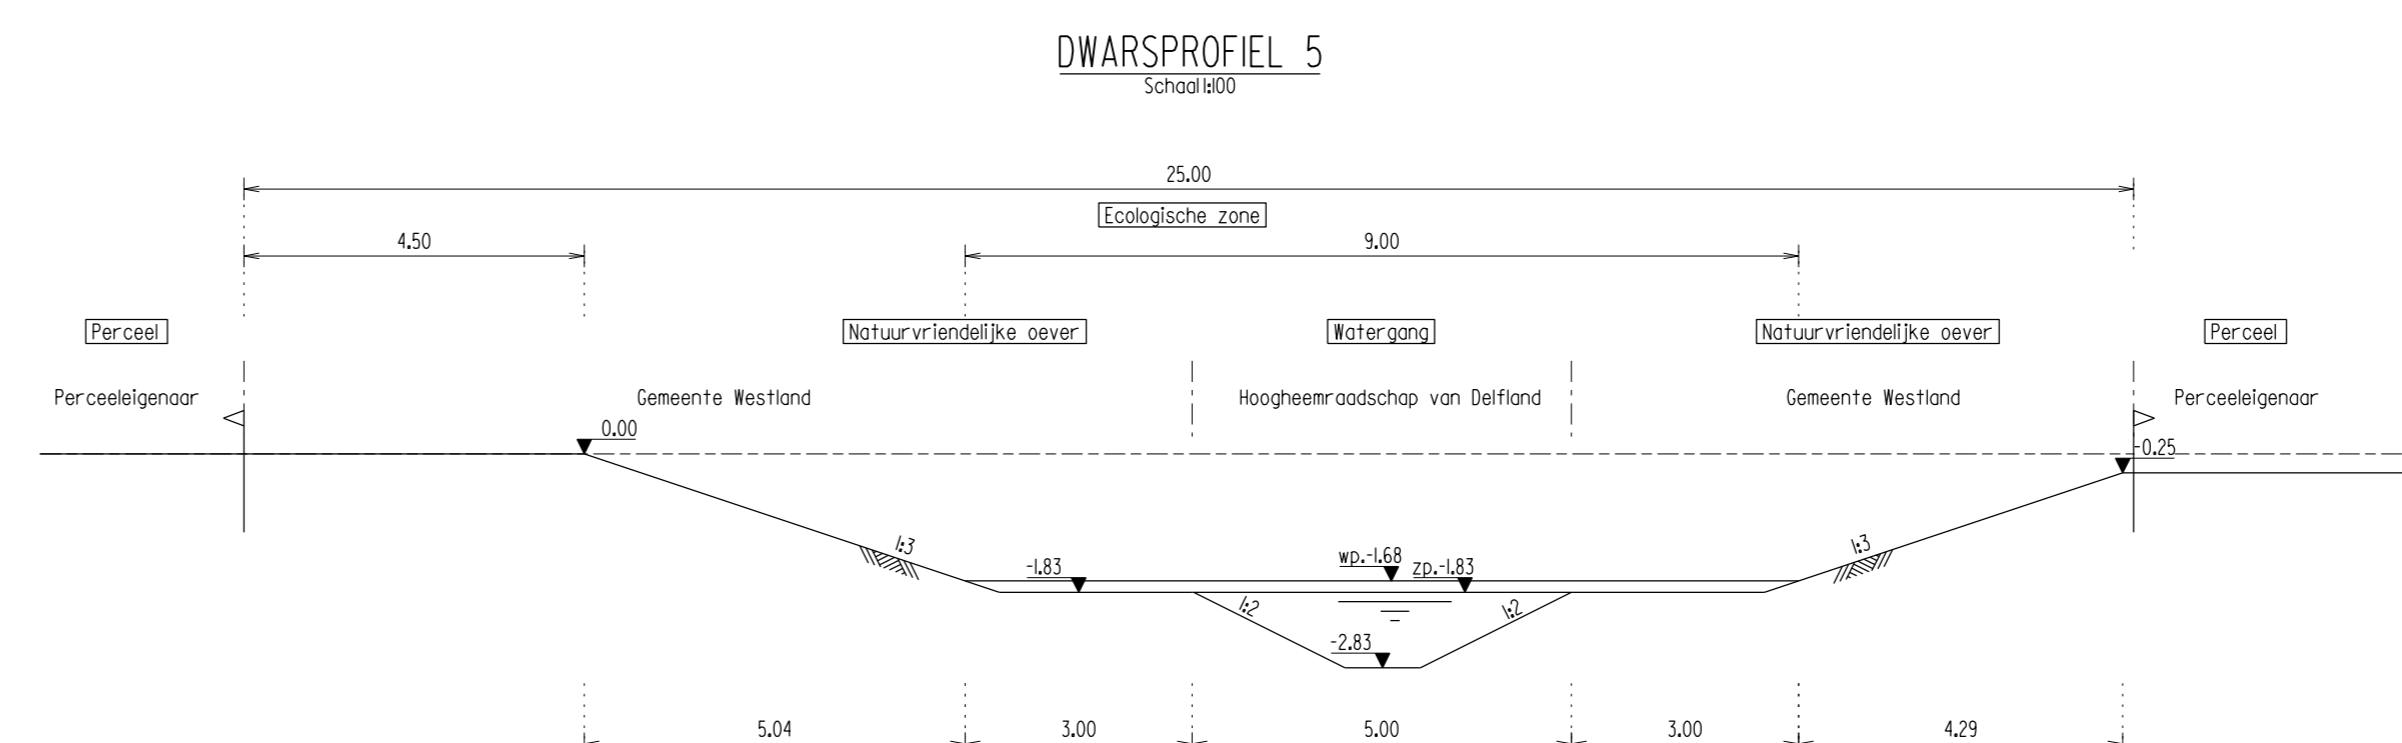 DWARSPROFIEL 5
Schaal 1:100
25.00
Ecologische zone
4.50
9.00
Perceel
Natuurvriendelijke oever
Watergang
Natuurvriendelijke oever
Perceel
Perceeleigenaar
Gemeente Westland
Hoogheemraadschap van Delfland
Gemeente Westland
Perceeleigenaar
0.00
-0.25
1:3
1:3
-1.83
wp.-1.68
zp.-1.83
1:2
1:2
-2.83
5.04
3.00
5.00
3.00
4.29